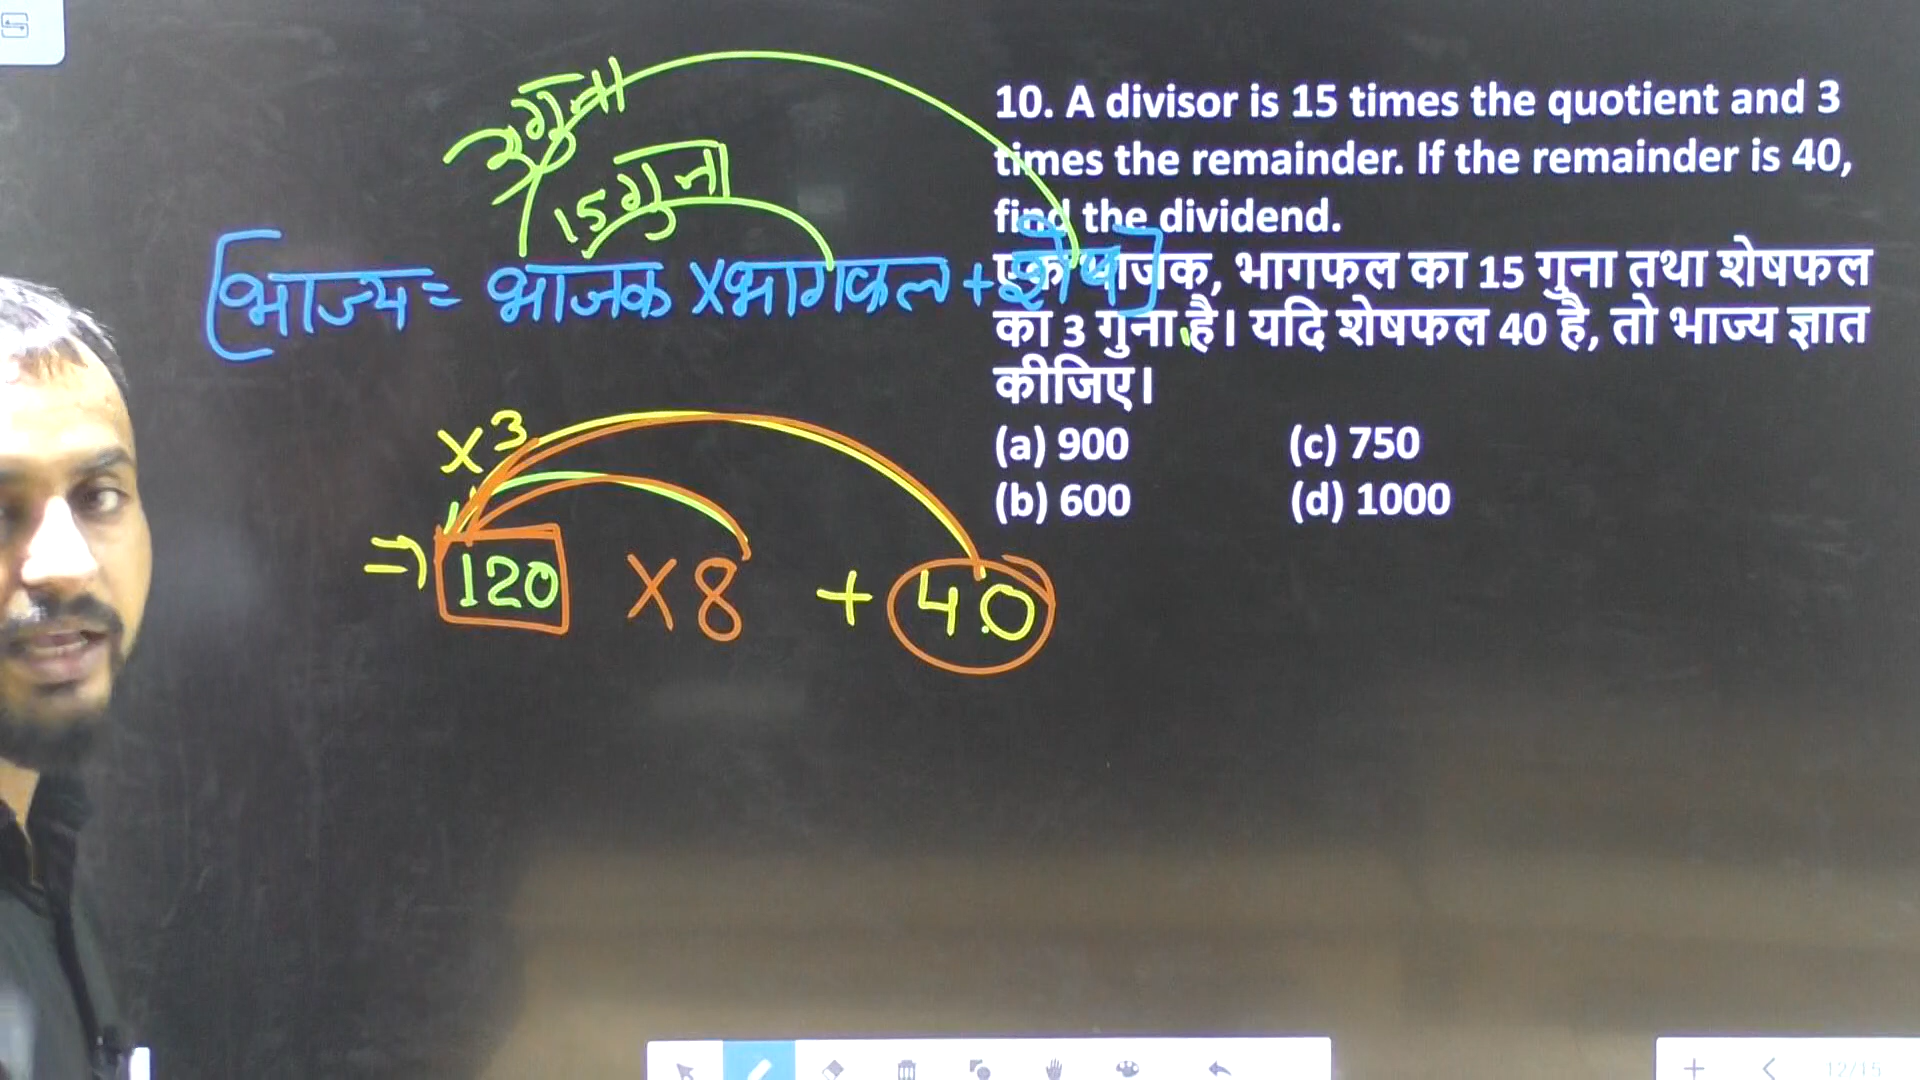 3 गुना
15 गुना
[भाज्य = भाजक × भागफल + शेष]
×3
⇒ 120 × 8 + 40
10. A divisor is 15 times the quotient and 3
times the remainder. If the remainder is 40,
find the dividend.
एक भाजक, भागफल का 15 गुना तथा शेषफल
का 3 गुना है। यदि शेषफल 40 है, तो भाज्य ज्ञात
कीजिए।
(a) 900 (c) 750
(b) 600 (d) 1000
12/15